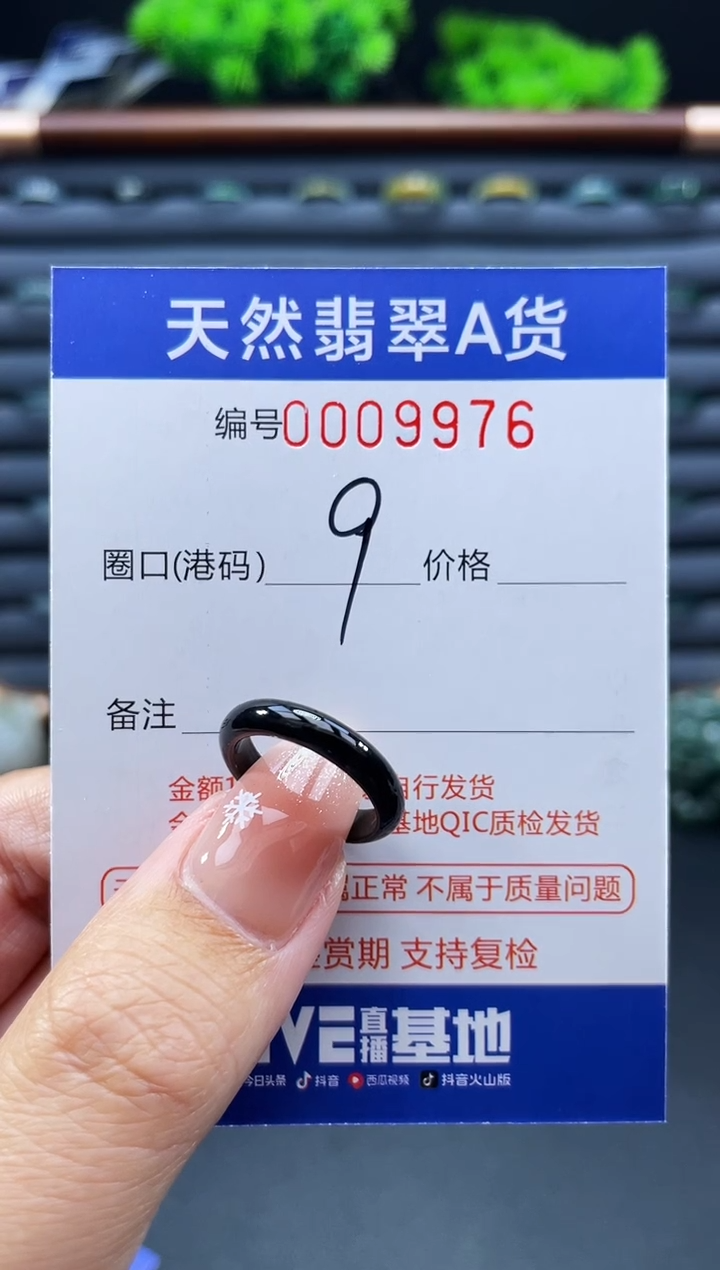 天然翡翠A货
编号0009976
圈口(港码) 9 价格
备注
金额 自行发货
基地QIC质检发货
正常 不属于质量问题
赏期 支持复检
VE直播基地
今日头条 抖音 西瓜视频 抖音火山版